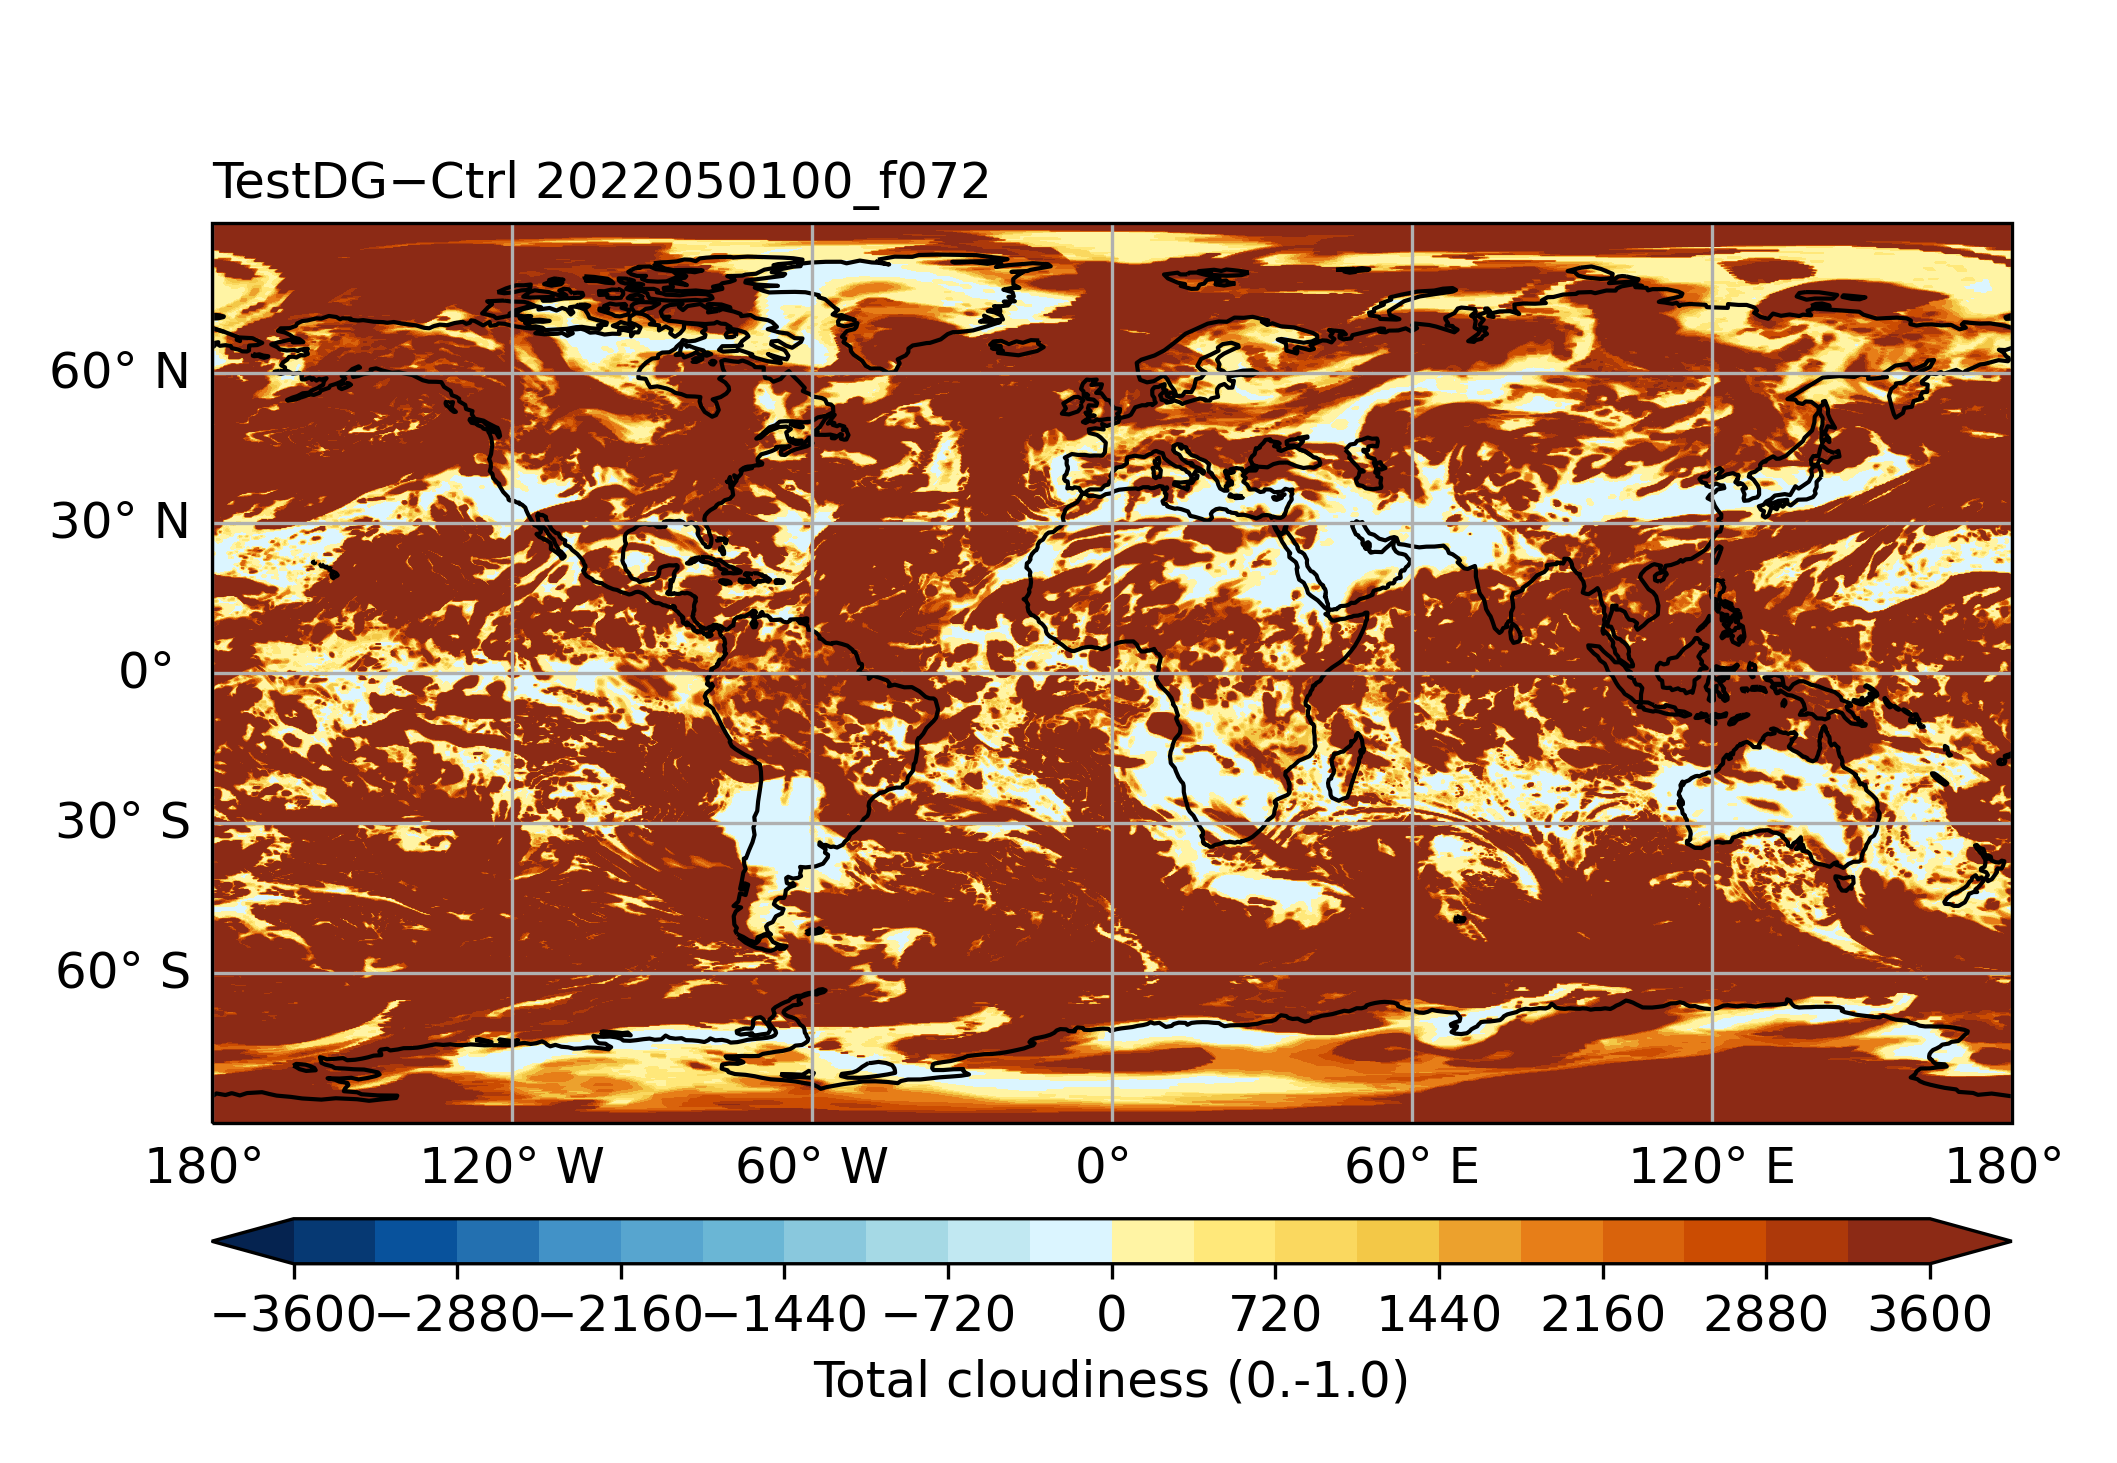 TestDG−Ctrl 2022050100_f072
60° N
30° N
0°
30° S
60° S
180° 120° W 60° W 0° 60° E 120° E 180°
−3600 −2880 −2160 −1440 −720 0 720 1440 2160 2880 3600
Total cloudiness (0.-1.0)